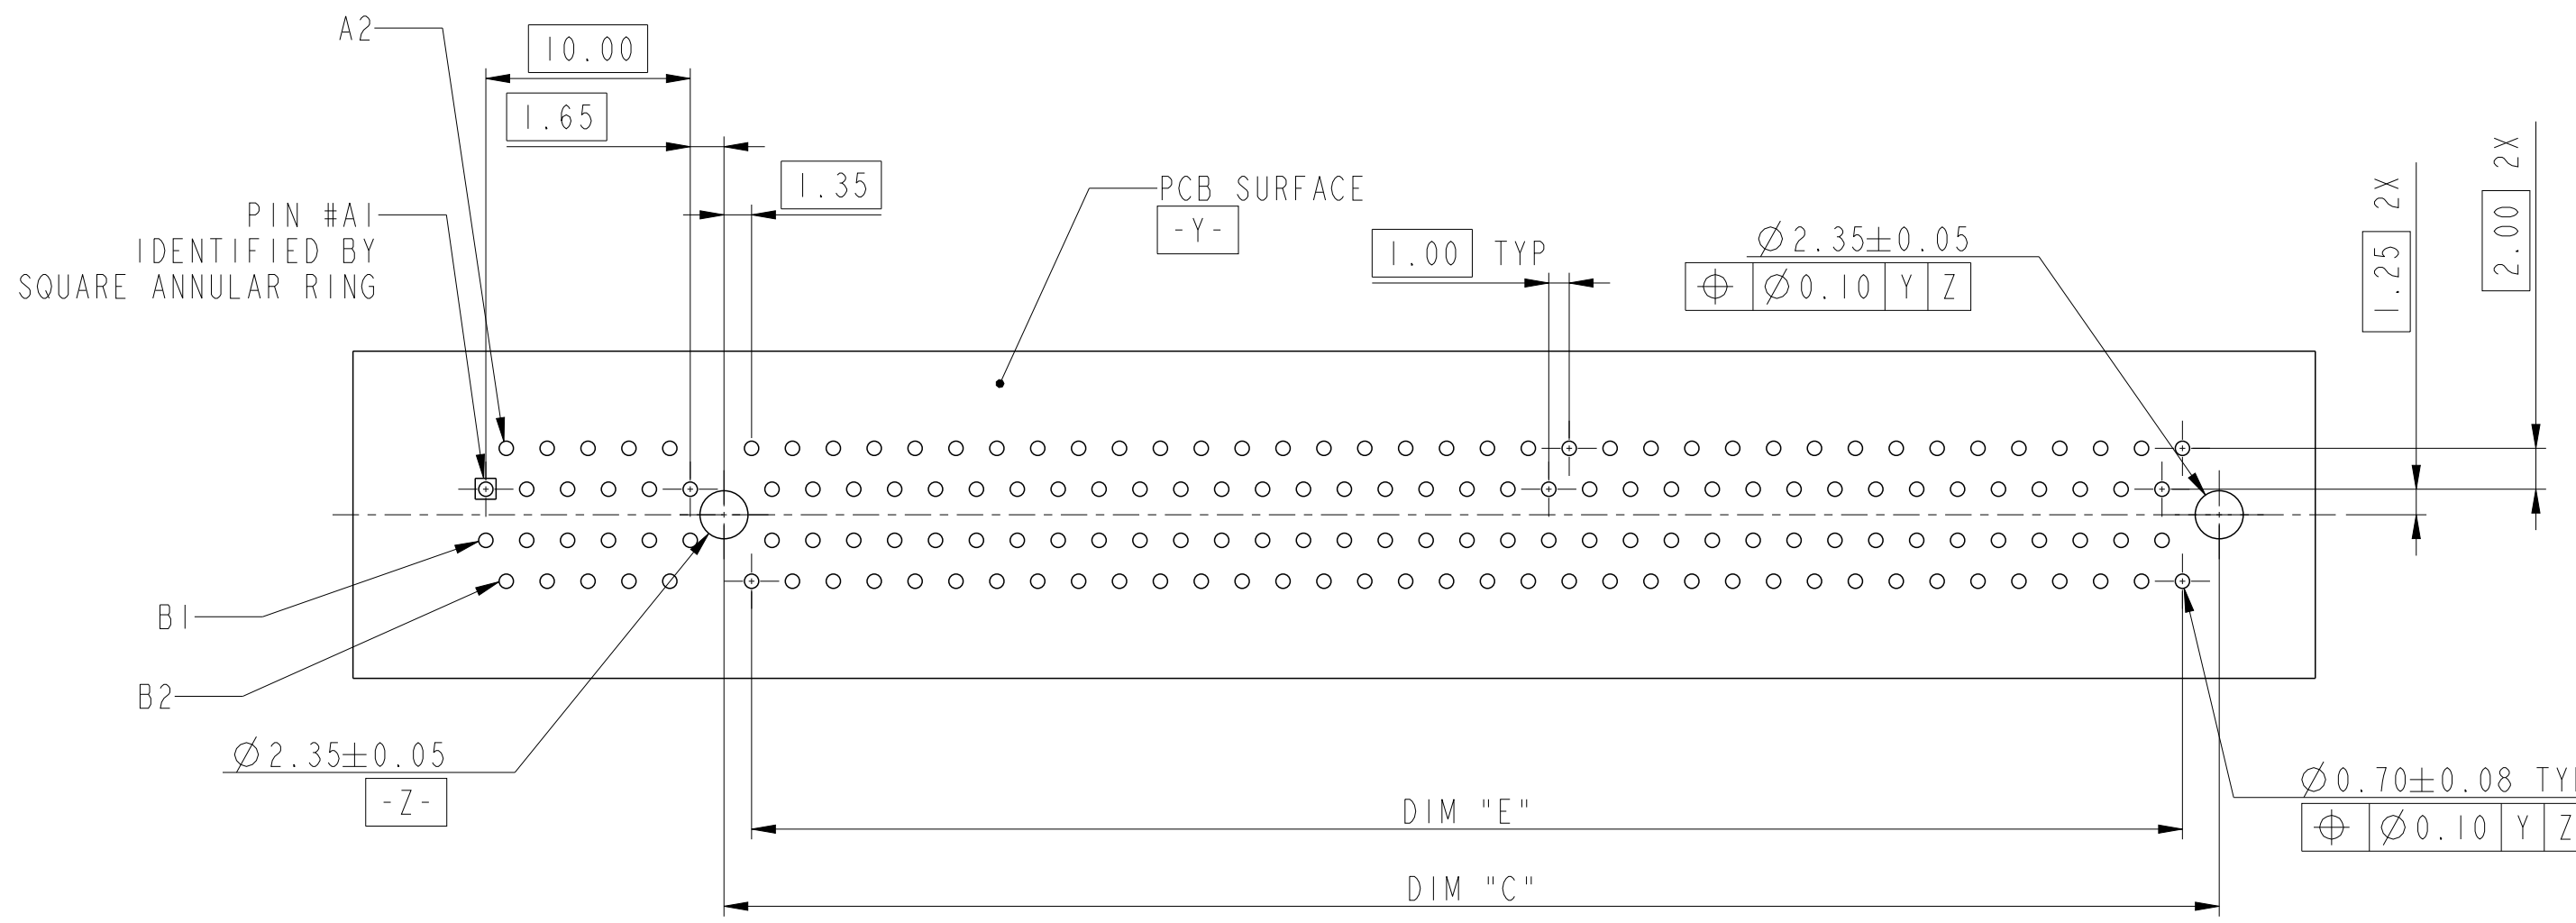 A2
10.00
1.65
1.35
PIN #A1
IDENTIFIED BY
SQUARE ANNULAR RING
PCB SURFACE
-Y-
1.00 TYP
Ø2.35±0.05
⌖ Ø0.10 Y Z
1.25 2X
2.00 2X
B1
B2
Ø2.35±0.05
-Z-
DIM "E"
DIM "C"
Ø0.70±0.08
⌖ Ø0.10 Y Z